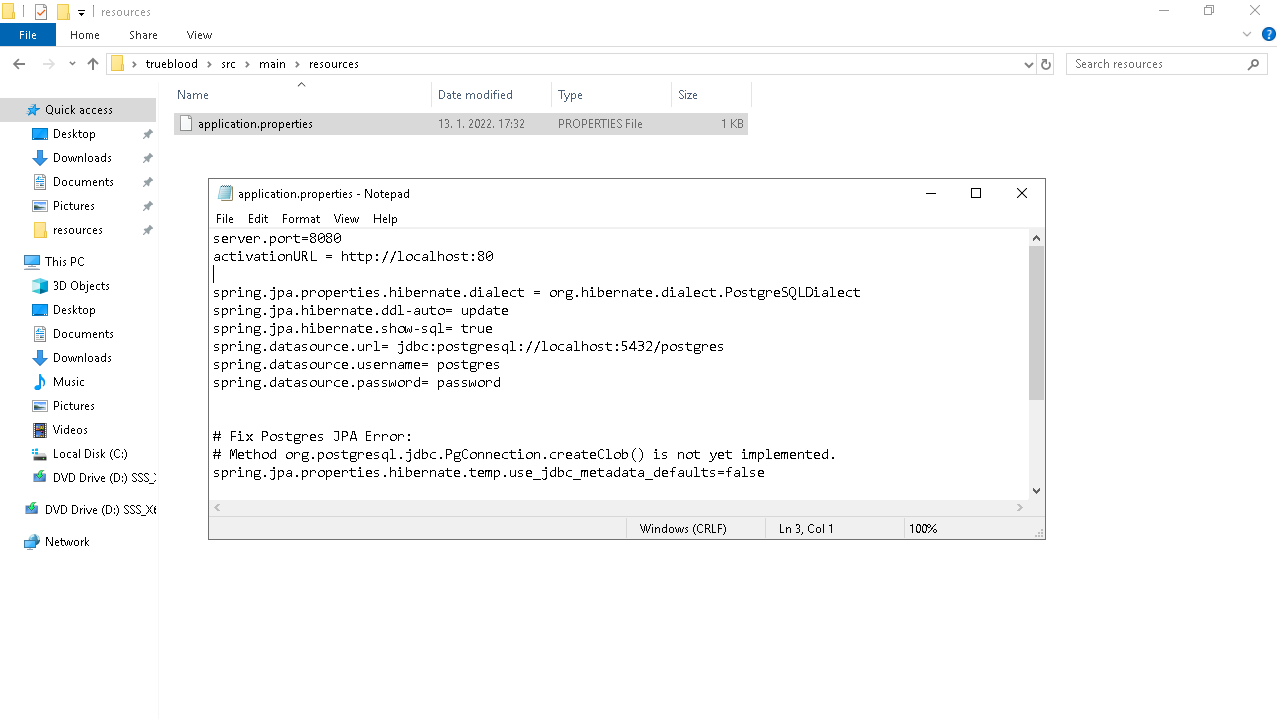 resources
File Home Share View
trueblood src main resources
Search resources
Name Date modified Type Size
application.properties 13. 1. 2022. 17:32 PROPERTIES File 1 KB
Quick access
Desktop
Downloads
Documents
Pictures
resources
This PC
3D Objects
Desktop
Documents
Downloads
Music
Pictures
Videos
Local Disk (C:)
DVD Drive (D:) SSS_X
DVD Drive (D:) SSS_X6
Network
application.properties - Notepad
File Edit Format View Help
server.port=8080
activationURL = http://localhost:80
spring.jpa.properties.hibernate.dialect = org.hibernate.dialect.PostgreSQLDialect
spring.jpa.hibernate.ddl-auto= update
spring.jpa.hibernate.show-sql= true
spring.datasource.url= jdbc:postgresql://localhost:5432/postgres
spring.datasource.username= postgres
spring.datasource.password= password
# Fix Postgres JPA Error:
# Method org.postgresql.jdbc.PgConnection.createClob() is not yet implemented.
spring.jpa.properties.hibernate.temp.use_jdbc_metadata_defaults=false
Windows (CRLF) Ln 3, Col 1 100%